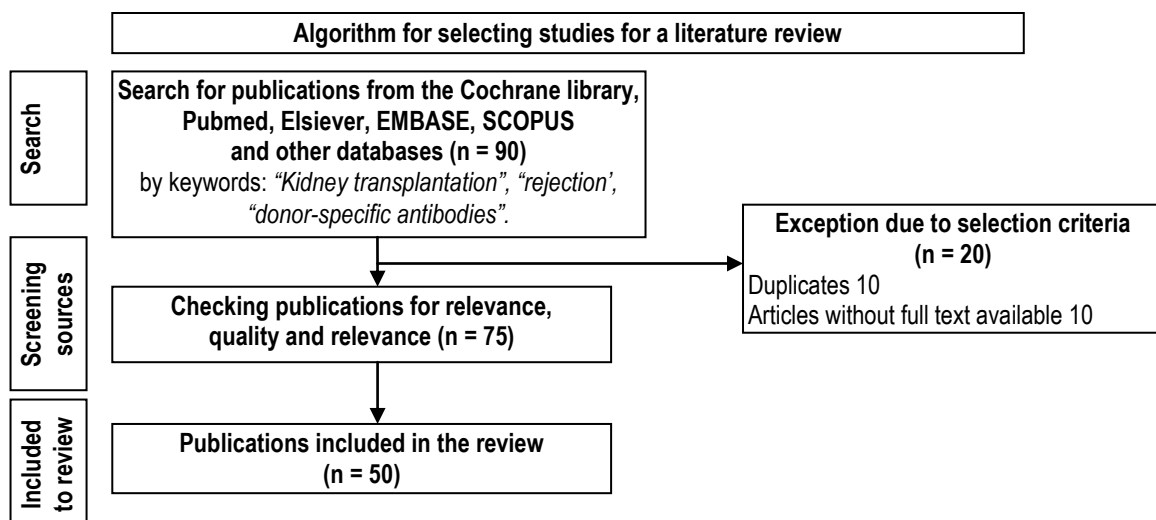 Algorithm for selecting studies for a literature review
Search
Search for publications from the Cochrane library,
Pubmed, Elsiever, EMBASE, SCOPUS
and other databases (n = 90)
by keywords: “Kidney transplantation”, “rejection’,
“donor-specific antibodies”.
Exception due to selection criteria
(n = 20)
Duplicates 10
Articles without full text available 10
Screening
sources
Checking publications for relevance,
quality and relevance (n = 75)
Included
to review
Publications included in the review
(n = 50)